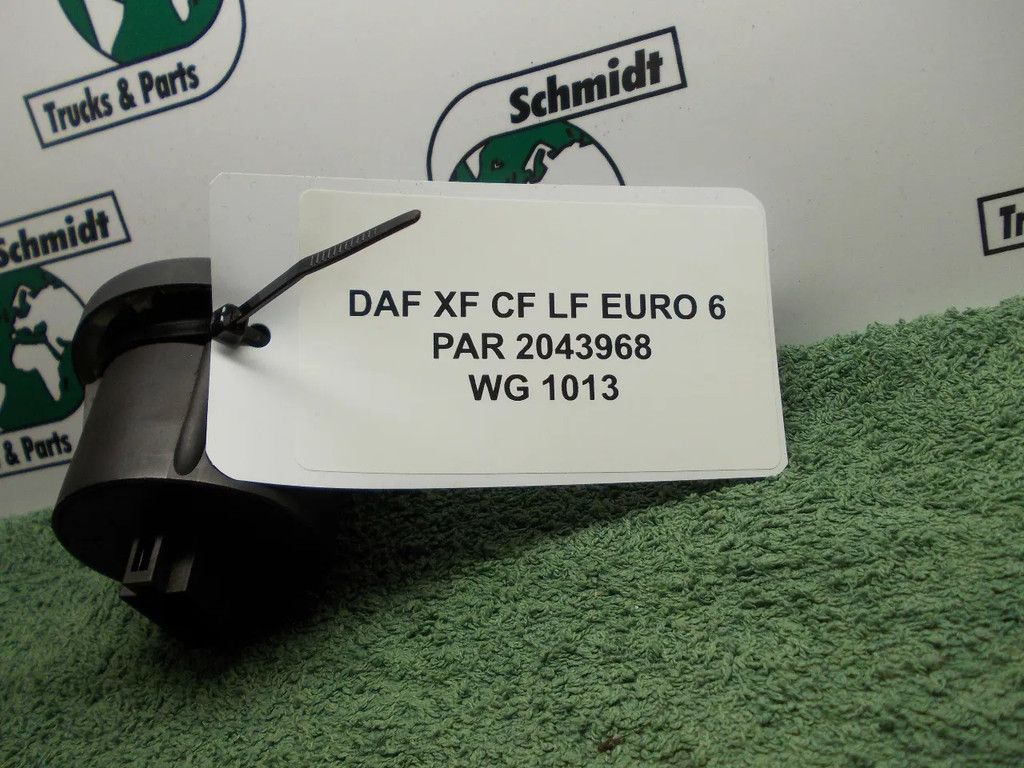 Trucks & Parts
Schmidt
Schmidt
& Parts
DAF XF CF LF EURO 6
PAR 2043968
WG 1013